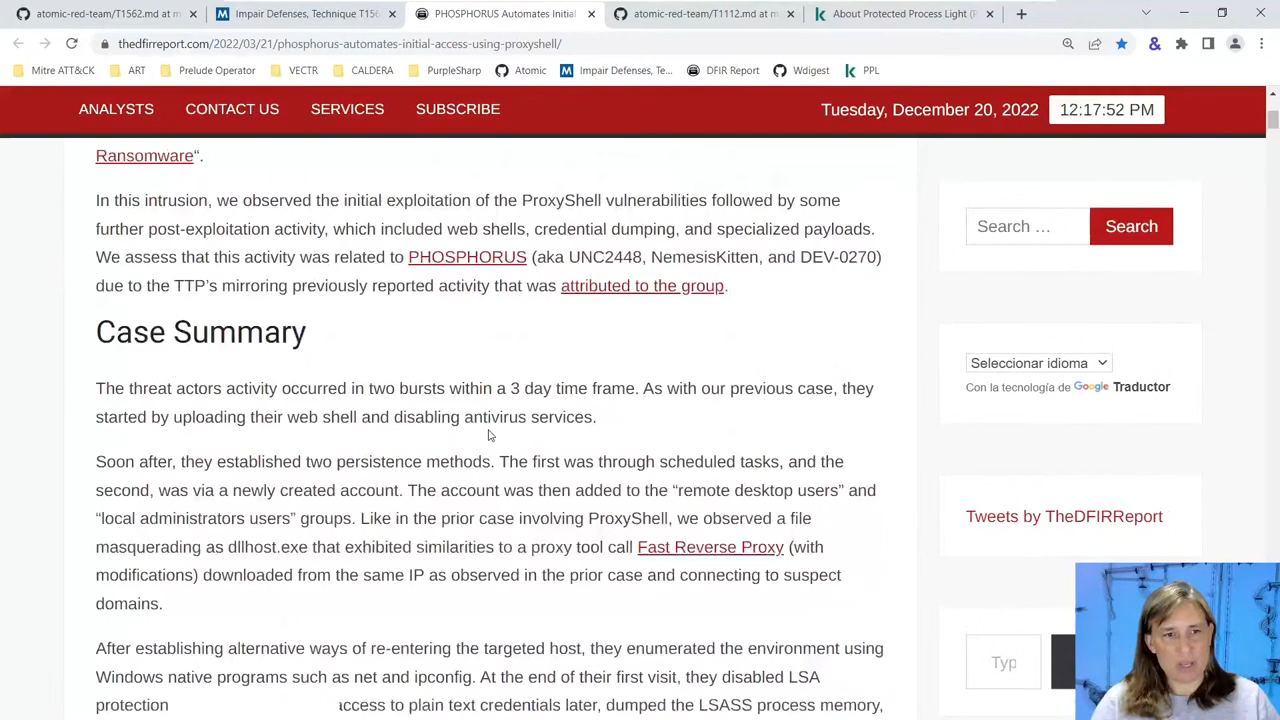 atomic-red-team/T1562.md at m
Impair Defenses, Technique T156
PHOSPHORUS Automates Initial
atomic-red-team/T1112.md at m
About Protected Process Light (P
thedfirreport.com/2022/03/21/phosphorus-automates-initial-access-using-proxyshell/
Mitre ATT&CK
ART
Prelude Operator
VECTR
CALDERA
PurpleSharp
Atomic
Impair Defenses, Te...
DFIR Report
Wdigest
PPL
ANALYSTS
CONTACT US
SERVICES
SUBSCRIBE
Tuesday, December 20, 2022
12:17:52 PM
Ransomware“.
In this intrusion, we observed the initial exploitation of the ProxyShell vulnerabilities followed by some
further post-exploitation activity, which included web shells, credential dumping, and specialized payloads.
We assess that this activity was related to PHOSPHORUS (aka UNC2448, NemesisKitten, and DEV-0270)
due to the TTP’s mirroring previously reported activity that was attributed to the group.
Case Summary
The threat actors activity occurred in two bursts within a 3 day time frame. As with our previous case, they
started by uploading their web shell and disabling antivirus services.
Soon after, they established two persistence methods. The first was through scheduled tasks, and the
second, was via a newly created account. The account was then added to the “remote desktop users” and
“local administrators users” groups. Like in the prior case involving ProxyShell, we observed a file
masquerading as dllhost.exe that exhibited similarities to a proxy tool call Fast Reverse Proxy (with
modifications) downloaded from the same IP as observed in the prior case and connecting to suspect
domains.
After establishing alternative ways of re-entering the targeted host, they enumerated the environment using
Windows native programs such as net and ipconfig. At the end of their first visit, they disabled LSA
protection access to plain text credentials later, dumped the LSASS process memory,
Search …
Search
Seleccionar idioma
Con la tecnología de Google Traductor
Tweets by TheDFIRReport
Typ